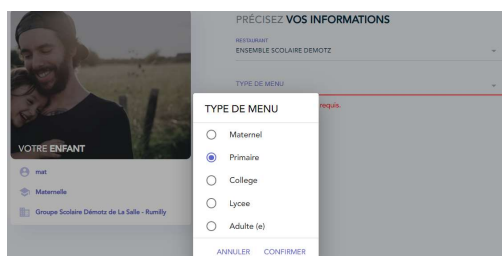 PRÉCISEZ VOS INFORMATIONS
RESTAURANT
ENSEMBLE SCOLAIRE DEMOTZ
TYPE DE MENU
requis.
VOTRE ENFANT
mat
Maternelle
Groupe Scolaire Démotz de La Salle - Rumilly
TYPE DE MENU
Maternel
Primaire
College
Lycee
Adulte (e)
ANNULER CONFIRMER